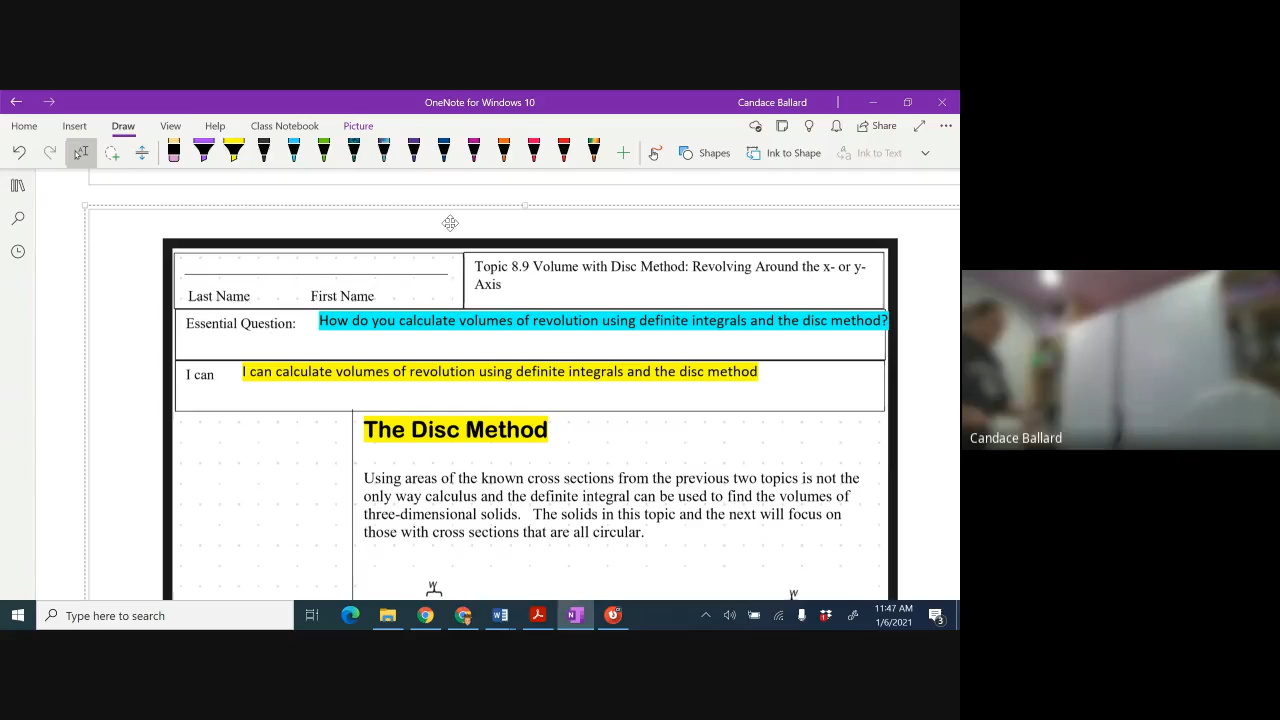 OneNote for Windows 10
Candace Ballard
Home Insert Draw View Help Class Notebook Picture
Share
Shapes Ink to Shape Ink to Text
Last Name First Name
Topic 8.9 Volume with Disc Method: Revolving Around the x- or y-
Axis
Essential Question: How do you calculate volumes of revolution using definite integrals and the disc method?
I can I can calculate volumes of revolution using definite integrals and the disc method
The Disc Method
Using areas of the known cross sections from the previous two topics is not the
only way calculus and the definite integral can be used to find the volumes of
three-dimensional solids. The solids in this topic and the next will focus on
those with cross sections that are all circular.
w
w
Type here to search
11:47 AM
1/6/2021
3
Candace Ballard